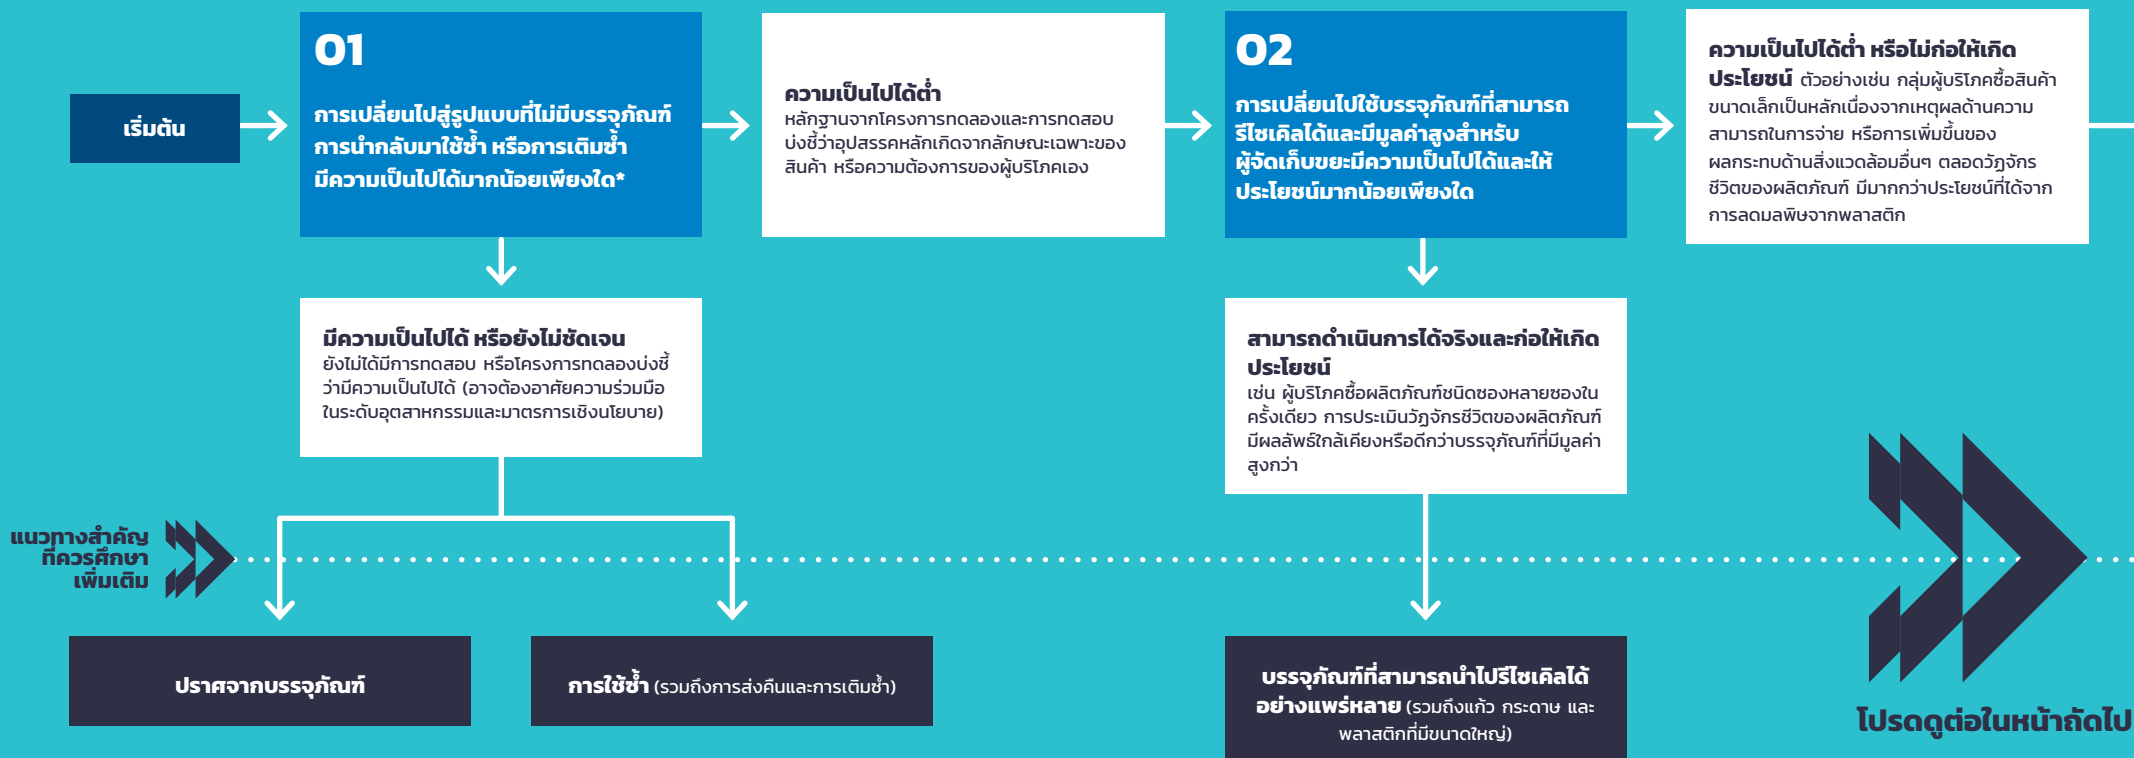 เริ่มต้น
01
การเปลี่ยนไปสู่รูปแบบที่ไม่มีบรรจุภัณฑ์
การนำกลับมาใช้ซ้ำ หรือการเติมซ้ำ
มีความเป็นไปได้มากน้อยเพียงใด*
ความเป็นไปได้ต่ำ
หลักฐานจากโครงการทดลองและการทดสอบ
บ่งชี้ว่าอุปสรรคหลักเกิดจากลักษณะเฉพาะของ
สินค้า หรือความต้องการของผู้บริโภคเอง
02
การเปลี่ยนไปใช้บรรจุภัณฑ์ที่สามารถ
รีไซเคิลได้และมีมูลค่าสูงสำหรับ
ผู้จัดเก็บขยะมีความเป็นไปได้และให้
ประโยชน์มากน้อยเพียงใด
ความเป็นไปได้ต่ำ หรือไม่ก่อให้เกิด
ประโยชน์ ตัวอย่างเช่น กลุ่มผู้บริโภคซื้อสินค้า
ขนาดเล็กเป็นหลักเนื่องจากเหตุผลด้านความ
สามารถในการจ่าย หรือการเพิ่มขึ้นของ
ผลกระทบด้านสิ่งแวดล้อมอื่นๆ ตลอดวัฏจักร
ชีวิตของผลิตภัณฑ์ มีมากกว่าประโยชน์ที่ได้จาก
การลดมลพิษจากพลาสติก
มีความเป็นไปได้ หรือยังไม่ชัดเจน
ยังไม่ได้มีการทดสอบ หรือโครงการทดลองบ่งชี้
ว่ามีความเป็นไปได้ (อาจต้องอาศัยความร่วมมือ
ในระดับอุตสาหกรรมและมาตรการเชิงนโยบาย)
สามารถดำเนินการได้จริงและก่อให้เกิด
ประโยชน์
เช่น ผู้บริโภคซื้อผลิตภัณฑ์ชนิดซองหลายซองใน
ครั้งเดียว การประเมินวัฏจักรชีวิตของผลิตภัณฑ์
มีผลลัพธ์ใกล้เคียงหรือดีกว่าบรรจุภัณฑ์ที่มีมูลค่า
สูงกว่า
แนวทางสำคัญ
ที่ควรศึกษา
เพิ่มเติม
ปราศจากบรรจุภัณฑ์
การใช้ซ้ำ (รวมถึงการส่งคืนและการเติมซ้ำ)
บรรจุภัณฑ์ที่สามารถนำไปรีไซเคิลได้
อย่างแพร่หลาย (รวมถึงแก้ว กระดาษ และ
พลาสติกที่มีขนาดใหญ่)
โปรดดูต่อในหน้าถัดไป